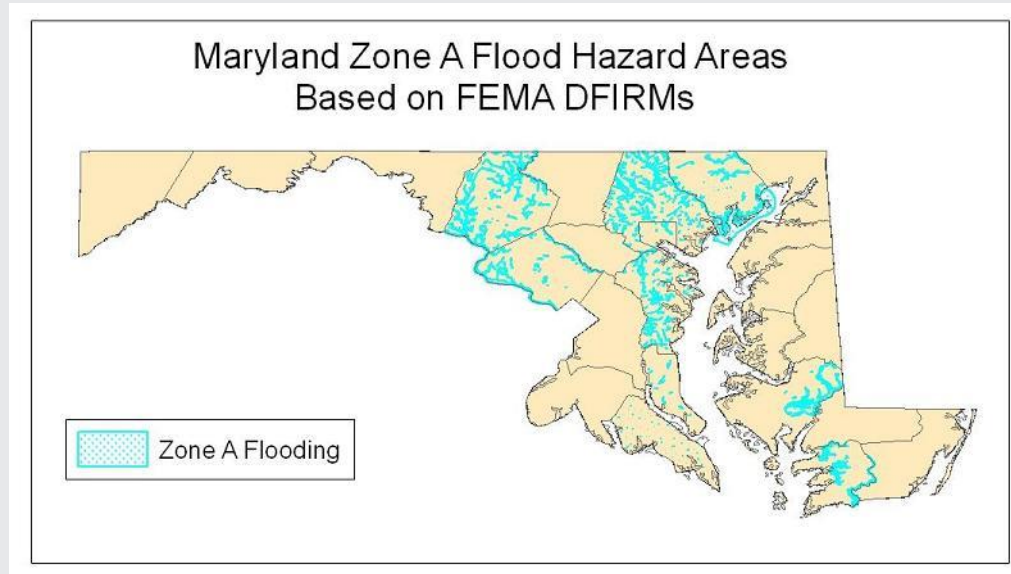 Maryland Zone A Flood Hazard Areas
Based on FEMA DFIRMs
Zone A Flooding